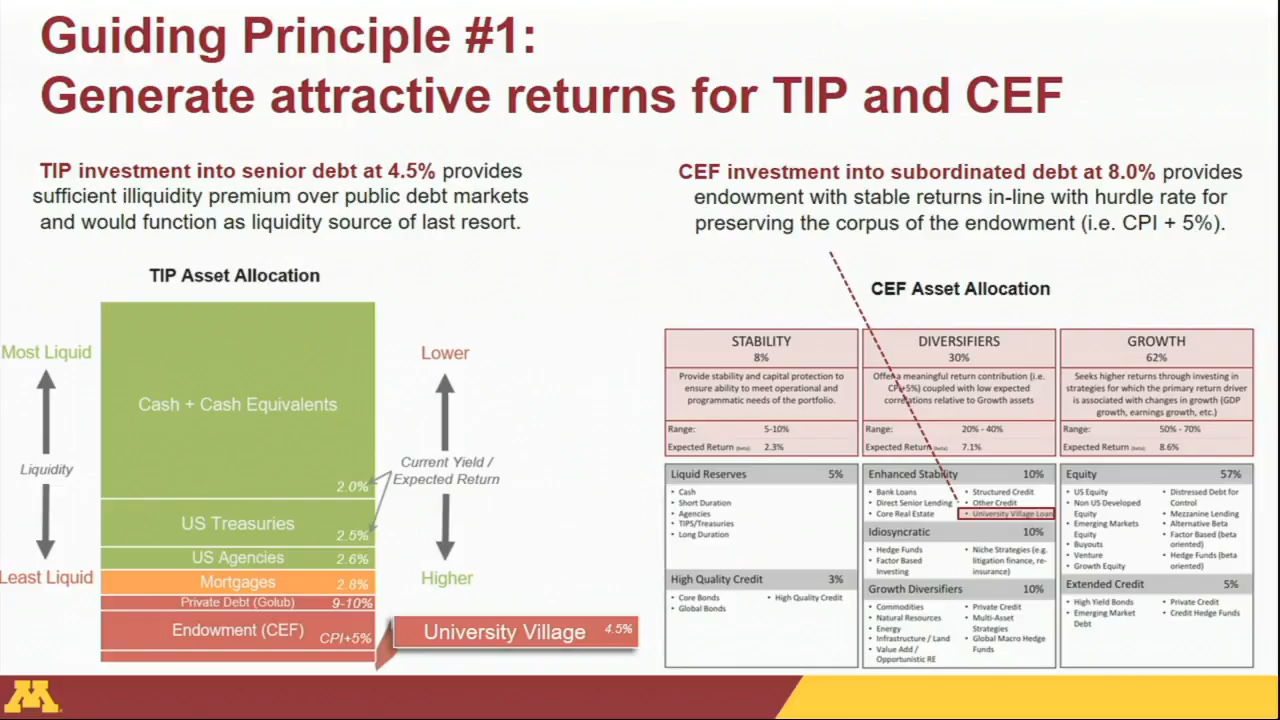 Guiding Principle #1:
Generate attractive returns for TIP and CEF
TIP investment into senior debt at 4.5% provides
sufficient illiquidity premium over public debt markets
and would function as liquidity source of last resort.
TIP Asset Allocation
Most Liquid
Liquidity
Least Liquid
Cash + Cash Equivalents
2.0%
US Treasuries
2.5%
US Agencies
2.6%
Mortgages
2.8%
Private Debt (Golub)
9-10%
Endowment (CEF)
CPI+5%
Lower
Current Yield /
Expected Return
Higher
University Village
4.5%
CEF investment into subordinated debt at 8.0% provides
endowment with stable returns in-line with hurdle rate for
preserving the corpus of the endowment (i.e. CPI + 5%).
CEF Asset Allocation
STABILITY
8%
Provide stability and capital protection to
ensure ability to meet operational and
programmatic needs of the portfolio.
Range: 5-10%
Expected Return (beta) 2.3%
Liquid Reserves 5%
• Cash
• Short Duration
• Agencies
• TIPS/Treasuries
• Long Duration
High Quality Credit 3%
• Core Bonds
• Global Bonds
• High Quality Credit
DIVERSIFIERS
30%
Offer a meaningful return contribution (i.e.
CPI+5%) coupled with low expected
correlations relative to Growth assets
Range: 20% - 40%
Expected Return (beta) 7.1%
Enhanced Stability 10%
• Bank Loans
• Direct Senior Lending
• Core Real Estate
• Structured Credit
• Other Credit
• University Village Loan
Idiosyncratic 10%
• Hedge Funds
• Factor Based
Investing
• Niche Strategies (e.g.
litigation finance, re-
insurance)
Growth Diversifiers 10%
• Commodities
• Natural Resources
• Energy
• Infrastructure / Land
• Value Add /
Opportunistic RE
• Private Credit
• Multi-Asset
Strategies
• Global Macro Hedge
Funds
GROWTH
62%
Seeks higher returns through investing in
strategies for which the primary return driver
is associated with changes in growth (GDP
growth, earnings growth, etc.)
Range: 50% - 70%
Expected Return (beta) 8.6%
Equity 57%
• US Equity
• Non US Developed
Equity
• Emerging Markets
Equity
• Buyouts
• Venture
• Growth Equity
• Distressed Debt for
Control
• Mezzanine Lending
• Alternative Beta
• Factor Based (beta
oriented)
• Hedge Funds (beta
oriented)
Extended Credit 5%
• High Yield Bonds
• Emerging Market
Debt
• Private Credit
• Credit Hedge Funds
M